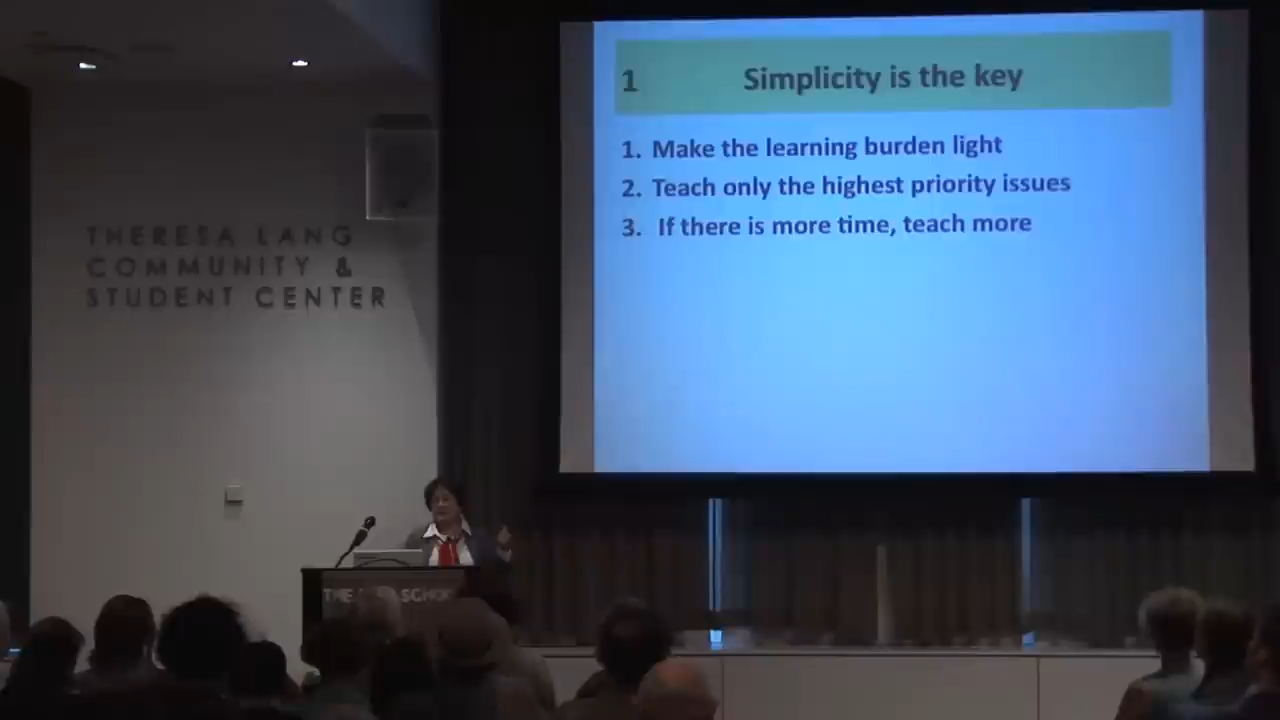 1 Simplicity is the key
1. Make the learning burden light
2. Teach only the highest priority issues
3. If there is more time, teach more
THERESA LANG
COMMUNITY &
STUDENT CENTER
THE